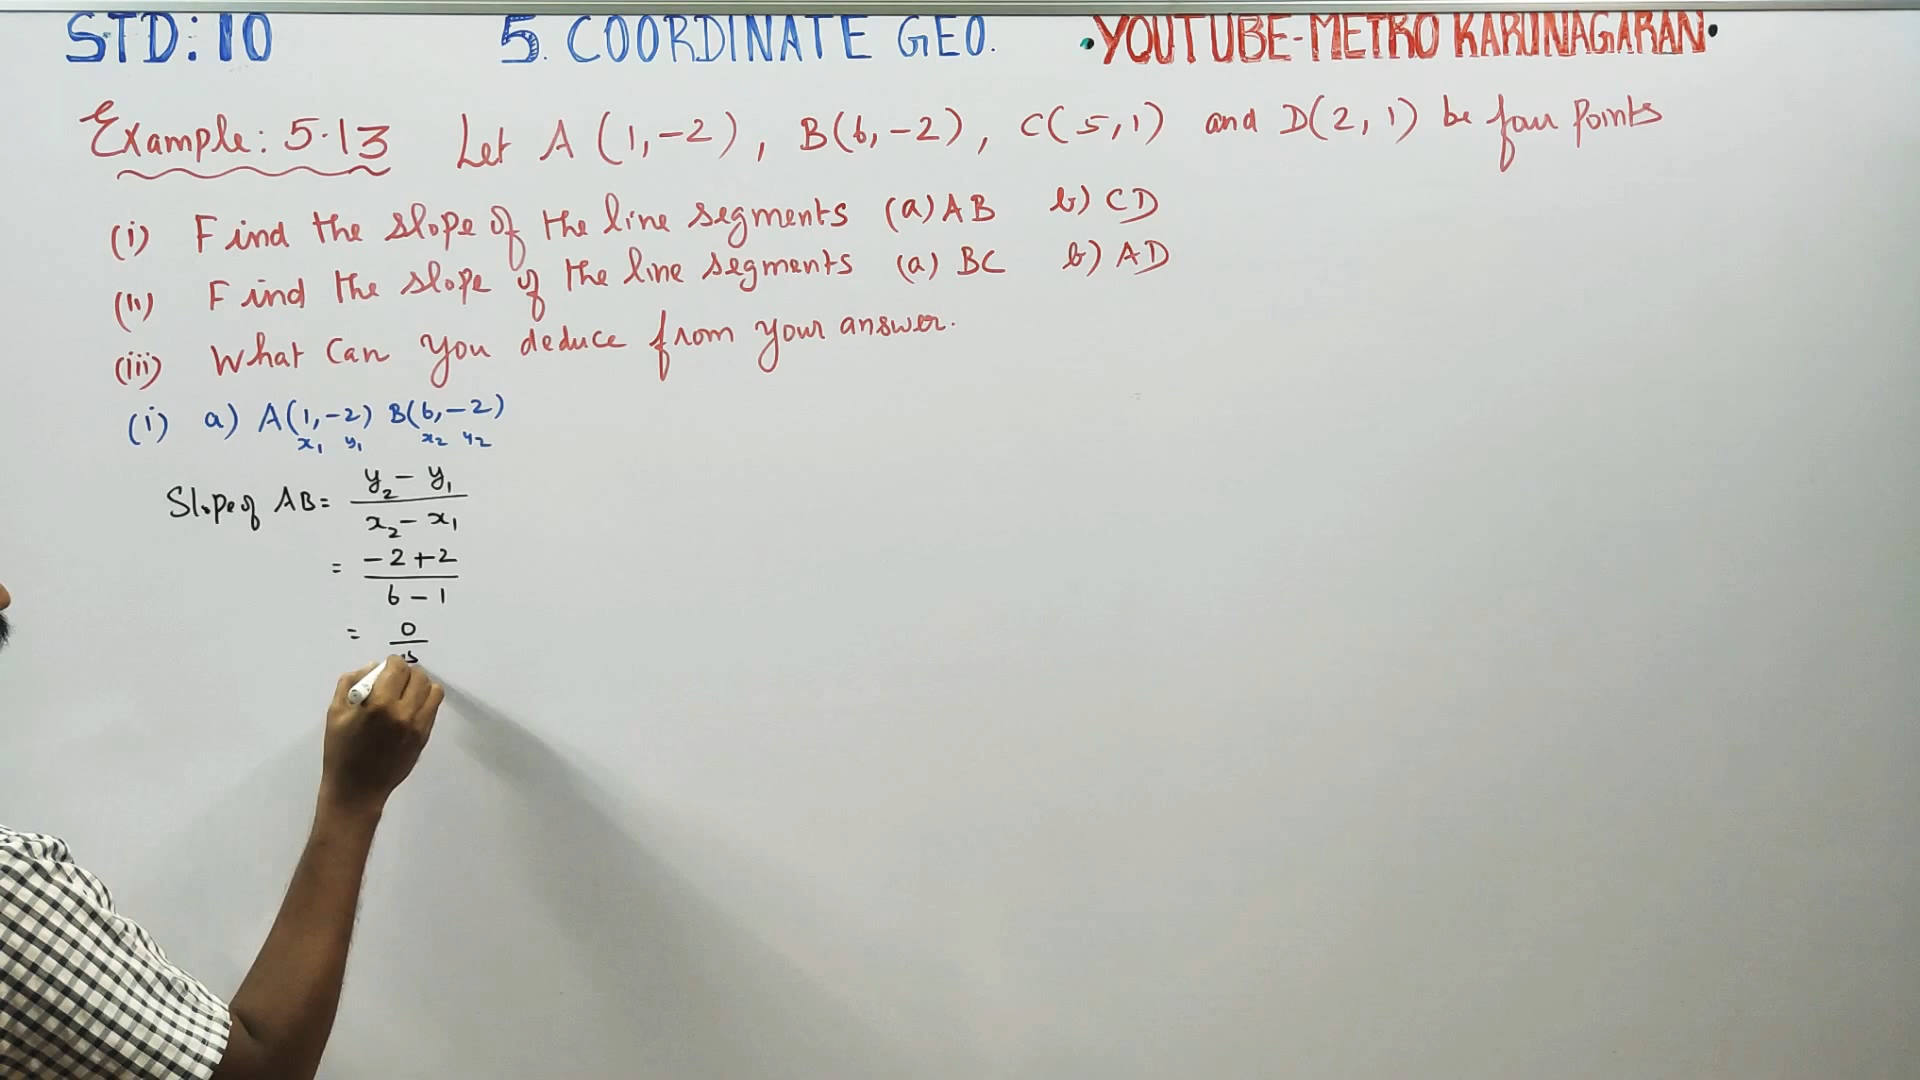 STD: 10 5. COORDINATE GEO. •YOUTUBE-METRO KARUNAGARAN•
Example: 5.13 Let A (1,-2), B(6,-2), C(5,1) and D(2,1) be four points
(i) Find the slope of the line segments (a) AB b) CD
(ii) Find the slope of the line segments (a) BC b) AD
(iii) What can you deduce from your answer.
(i) a) A(1,-2) B(6,-2)
x₁ y₁ x₂ y₂
Slope of AB = y₂ - y₁
x₂ - x₁
= -2+2
6-1
= 0
5